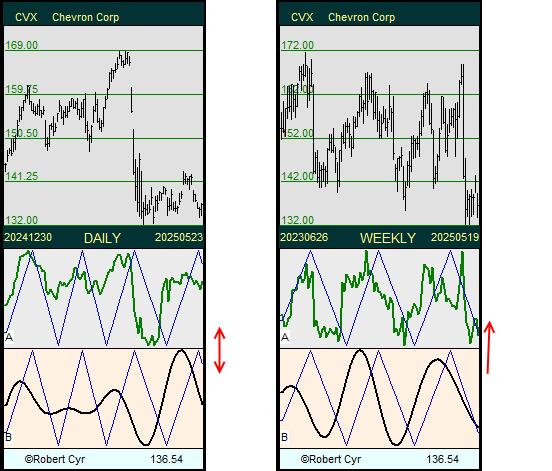 CVX Chevron Corp
169.00
159.75
150.50
141.25
132.00
20241230 DAILY 20250523
A
B
©Robert Cyr 136.54
CVX Chevron Corp
172.00
162.00
152.00
142.00
132.00
20230626 WEEKLY 20250519
A
B
©Robert Cyr 136.54